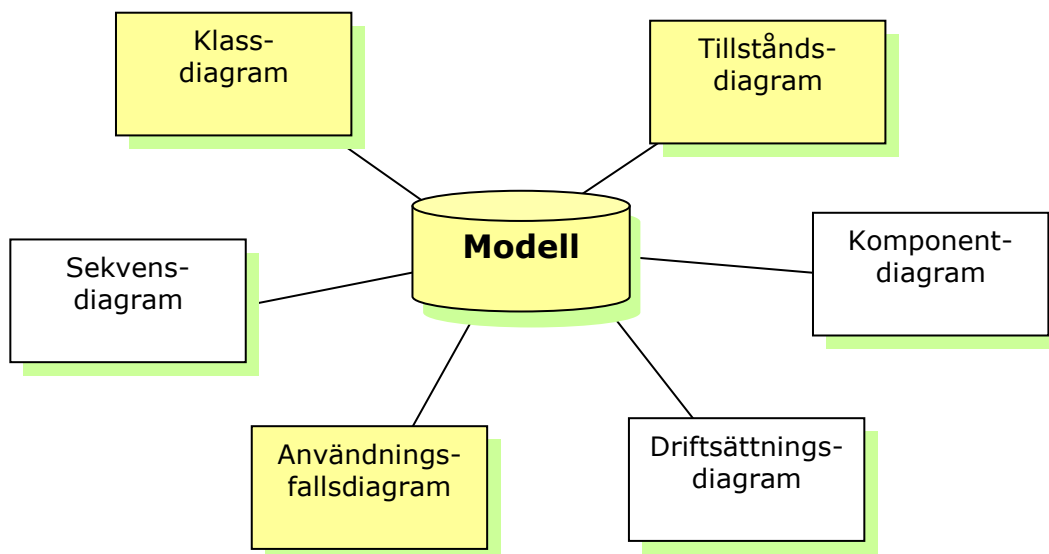 Klass-
diagram
Tillstånds-
diagram
Modell
Sekvens-
diagram
Komponent-
diagram
Användnings-
fallsdiagram
Driftsättnings-
diagram